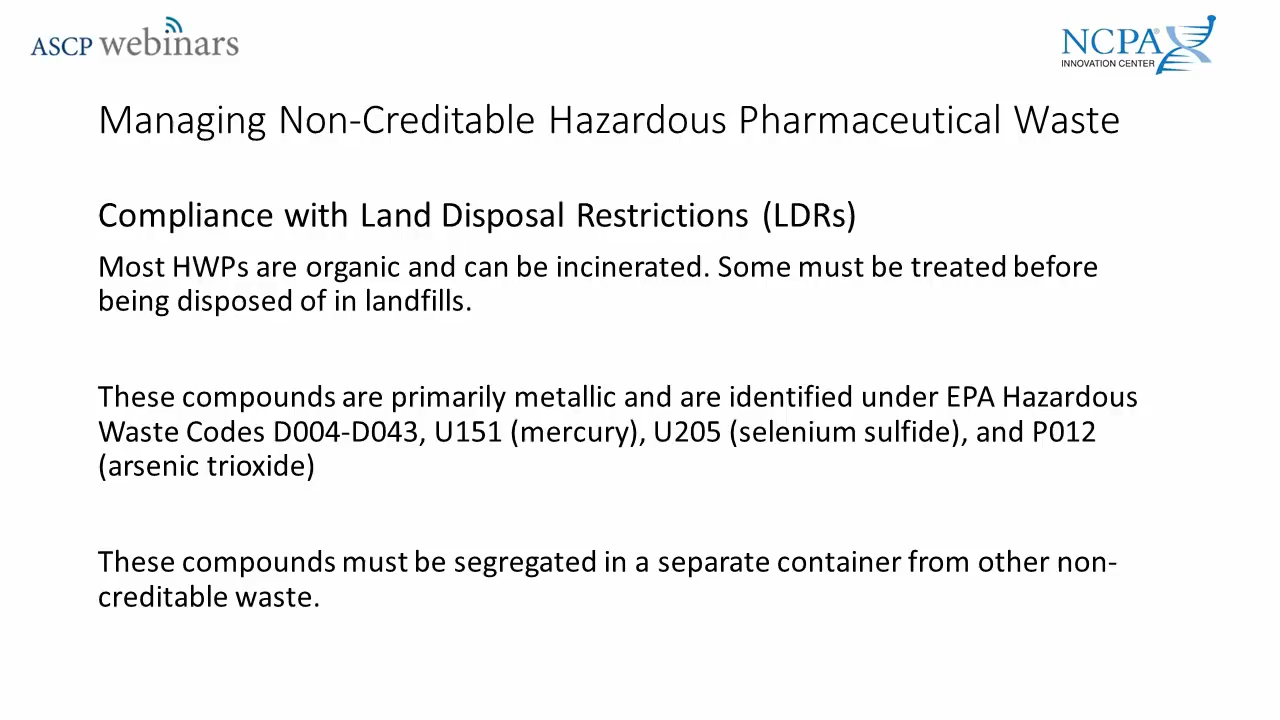 ASCP webinars
NCPA®
INNOVATION CENTER
Managing Non-Creditable Hazardous Pharmaceutical Waste
Compliance with Land Disposal Restrictions (LDRs)
Most HWPs are organic and can be incinerated. Some must be treated before
being disposed of in landfills.
These compounds are primarily metallic and are identified under EPA Hazardous
Waste Codes D004-D043, U151 (mercury), U205 (selenium sulfide), and P012
(arsenic trioxide)
These compounds must be segregated in a separate container from other non-
creditable waste.